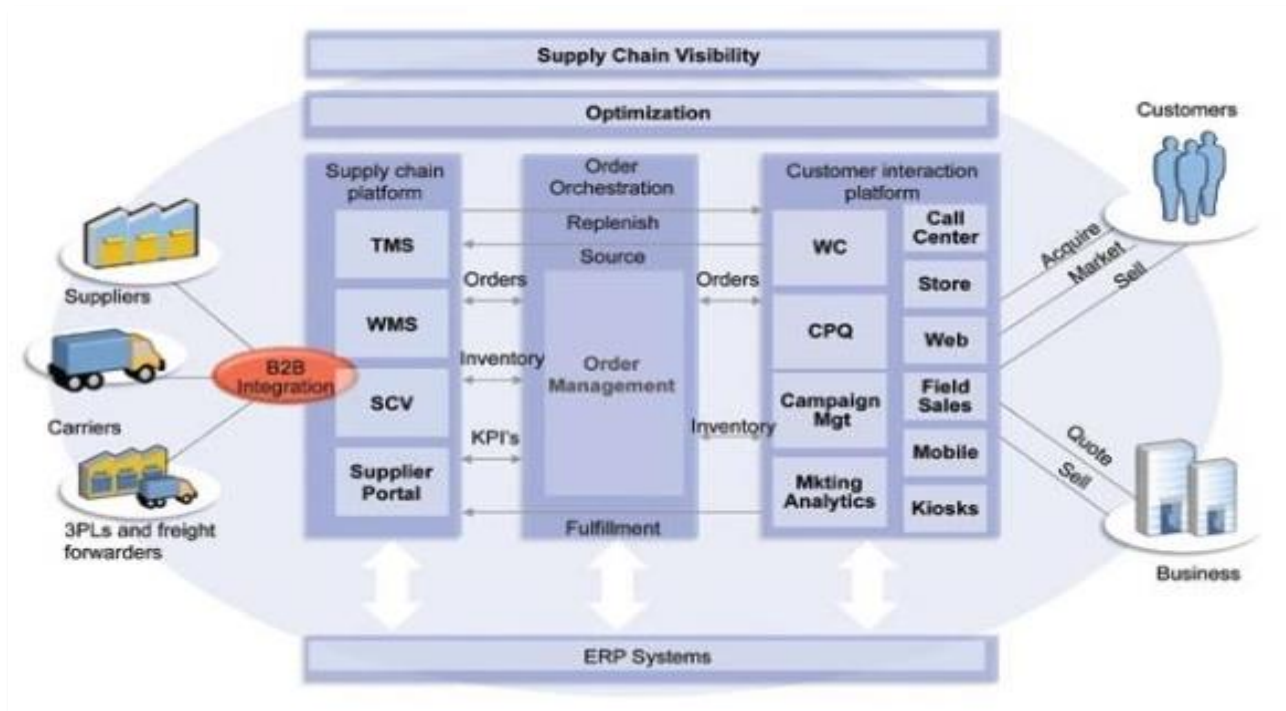 Supply Chain Visibility
Optimization
Customers
Supply chain
platform
Order
Orchestration
Customer interaction
platform
TMS
WMS
SCV
Supplier
Portal
Replenish
Source
Orders
Inventory
KPI's
Order
Management
Fulfillment
Orders
Inventory
WC
CPQ
Campaign
Mgt
Mkting
Analytics
Call
Center
Store
Web
Field
Sales
Mobile
Kiosks
Acquire
Market
Sell
Quote
Sell
Suppliers
B2B
Integration
Carriers
3PLs and freight
forwarders
Business
ERP Systems